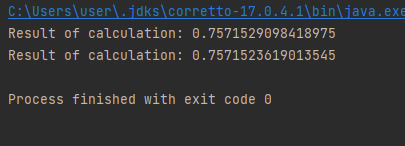 C:\Users\user\.jdks\corretto-17.0.4.1\bin\java.exe
Result of calculation: 0.7571529098418975
Result of calculation: 0.7571523619013545
Process finished with exit code 0